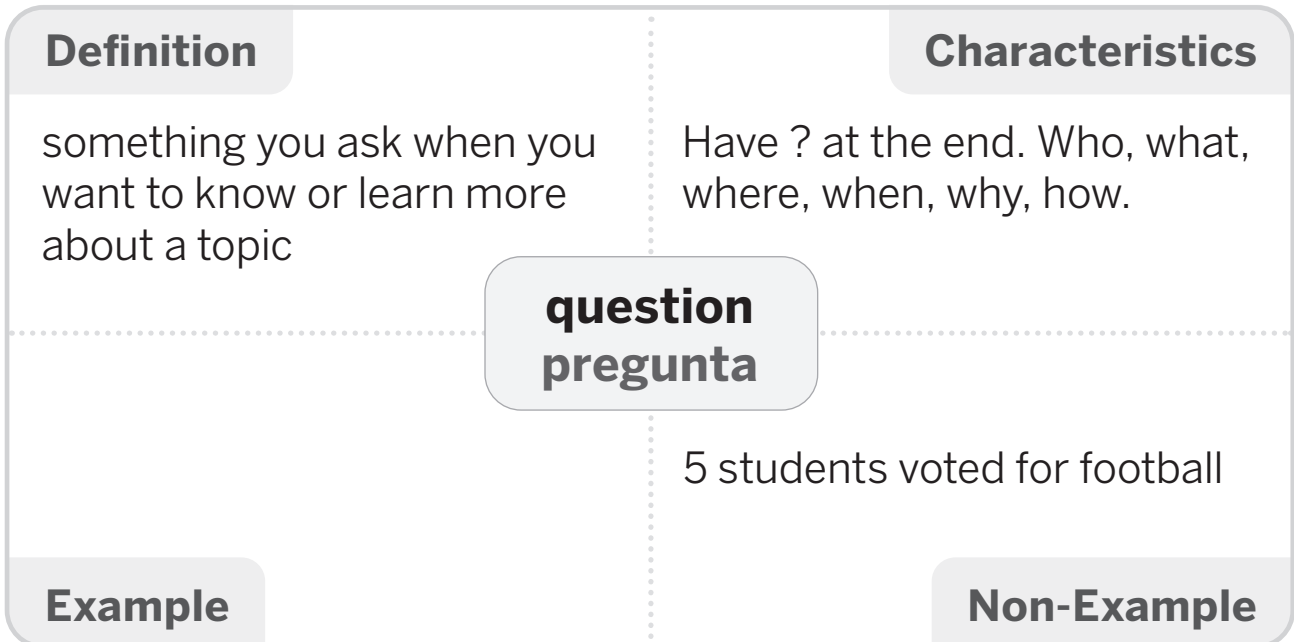 Definition
something you ask when you
want to know or learn more
about a topic
Characteristics
Have ? at the end. Who, what,
where, when, why, how.
question
pregunta
Example
5 students voted for football
Non-Example